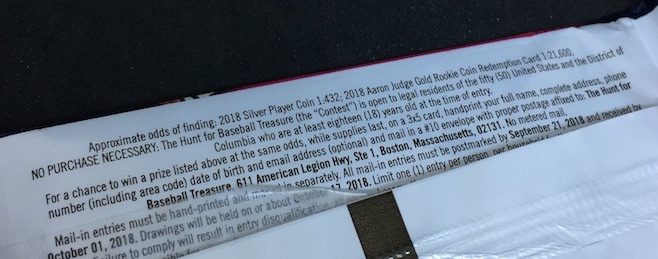 Approximate odds of finding; 2018 Silver Player Coin 1:432; 2018 Aaron Judge Gold Rookie Coin Redemption Card 1:21,600.
NO PURCHASE NECESSARY: The Hunt for Baseball Treasure (the "Contest") is open to legal residents of the fifty (50) United States and the District of
Columbia who are at least eighteen (18) years old at the time of entry.
For a chance to win a prize listed above at the same odds, while supplies last, on a 3x5 card, handprint your full name, complete address, phone
number (including area code) date of birth and email address (optional) and mail in a #10 envelope with proper postage affixed to: The Hunt for
Baseball Treasure, 611 American Legion Hwy, Ste 1, Boston, Massachusetts, 02131. No metered mail.
Mail-in entries must be hand-printed and separately. All mail-in entries must be postmarked by September 21, 2018 and received by
October 01, 2018. Drawings will be held on or about 2018. Limit one (1) entry per person, per
Failure to comply will result in entry disqualificat